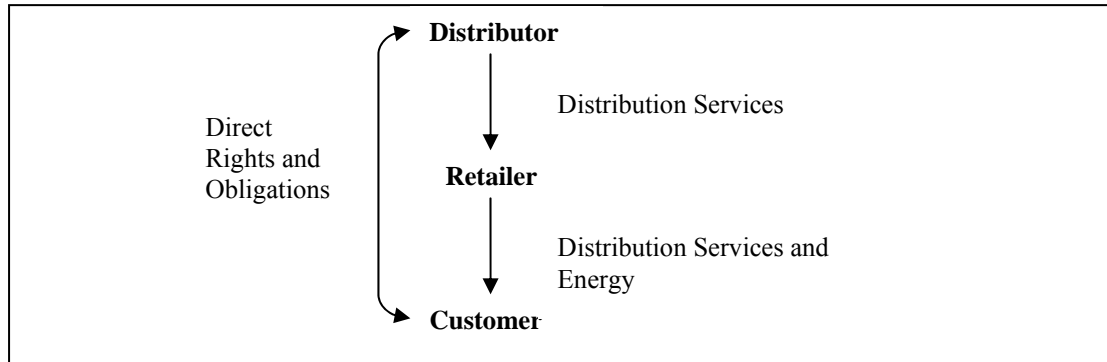 Distributor
Distribution Services
Direct
Rights and
Obligations
Retailer
Distribution Services and
Energy
Customer